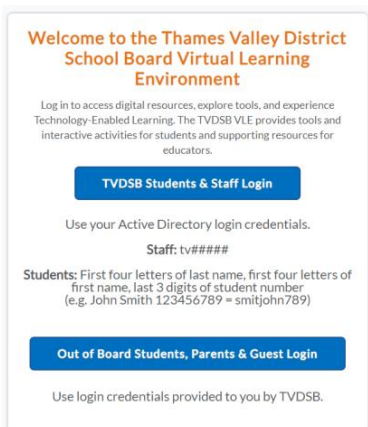 Welcome to the Thames Valley District
School Board Virtual Learning
Environment
Log in to access digital resources, explore tools, and experience
Technology-Enabled Learning. The TVDSB VLE provides tools and
interactive activities for students and supporting resources for
educators.
TVDSB Students & Staff Login
Use your Active Directory login credentials.
Staff: tv#####
Students: First four letters of last name, first four letters of
first name, last 3 digits of student number
(e.g. John Smith 123456789 = smitjohn789)
Out of Board Students, Parents & Guest Login
Use login credentials provided to you by TVDSB.